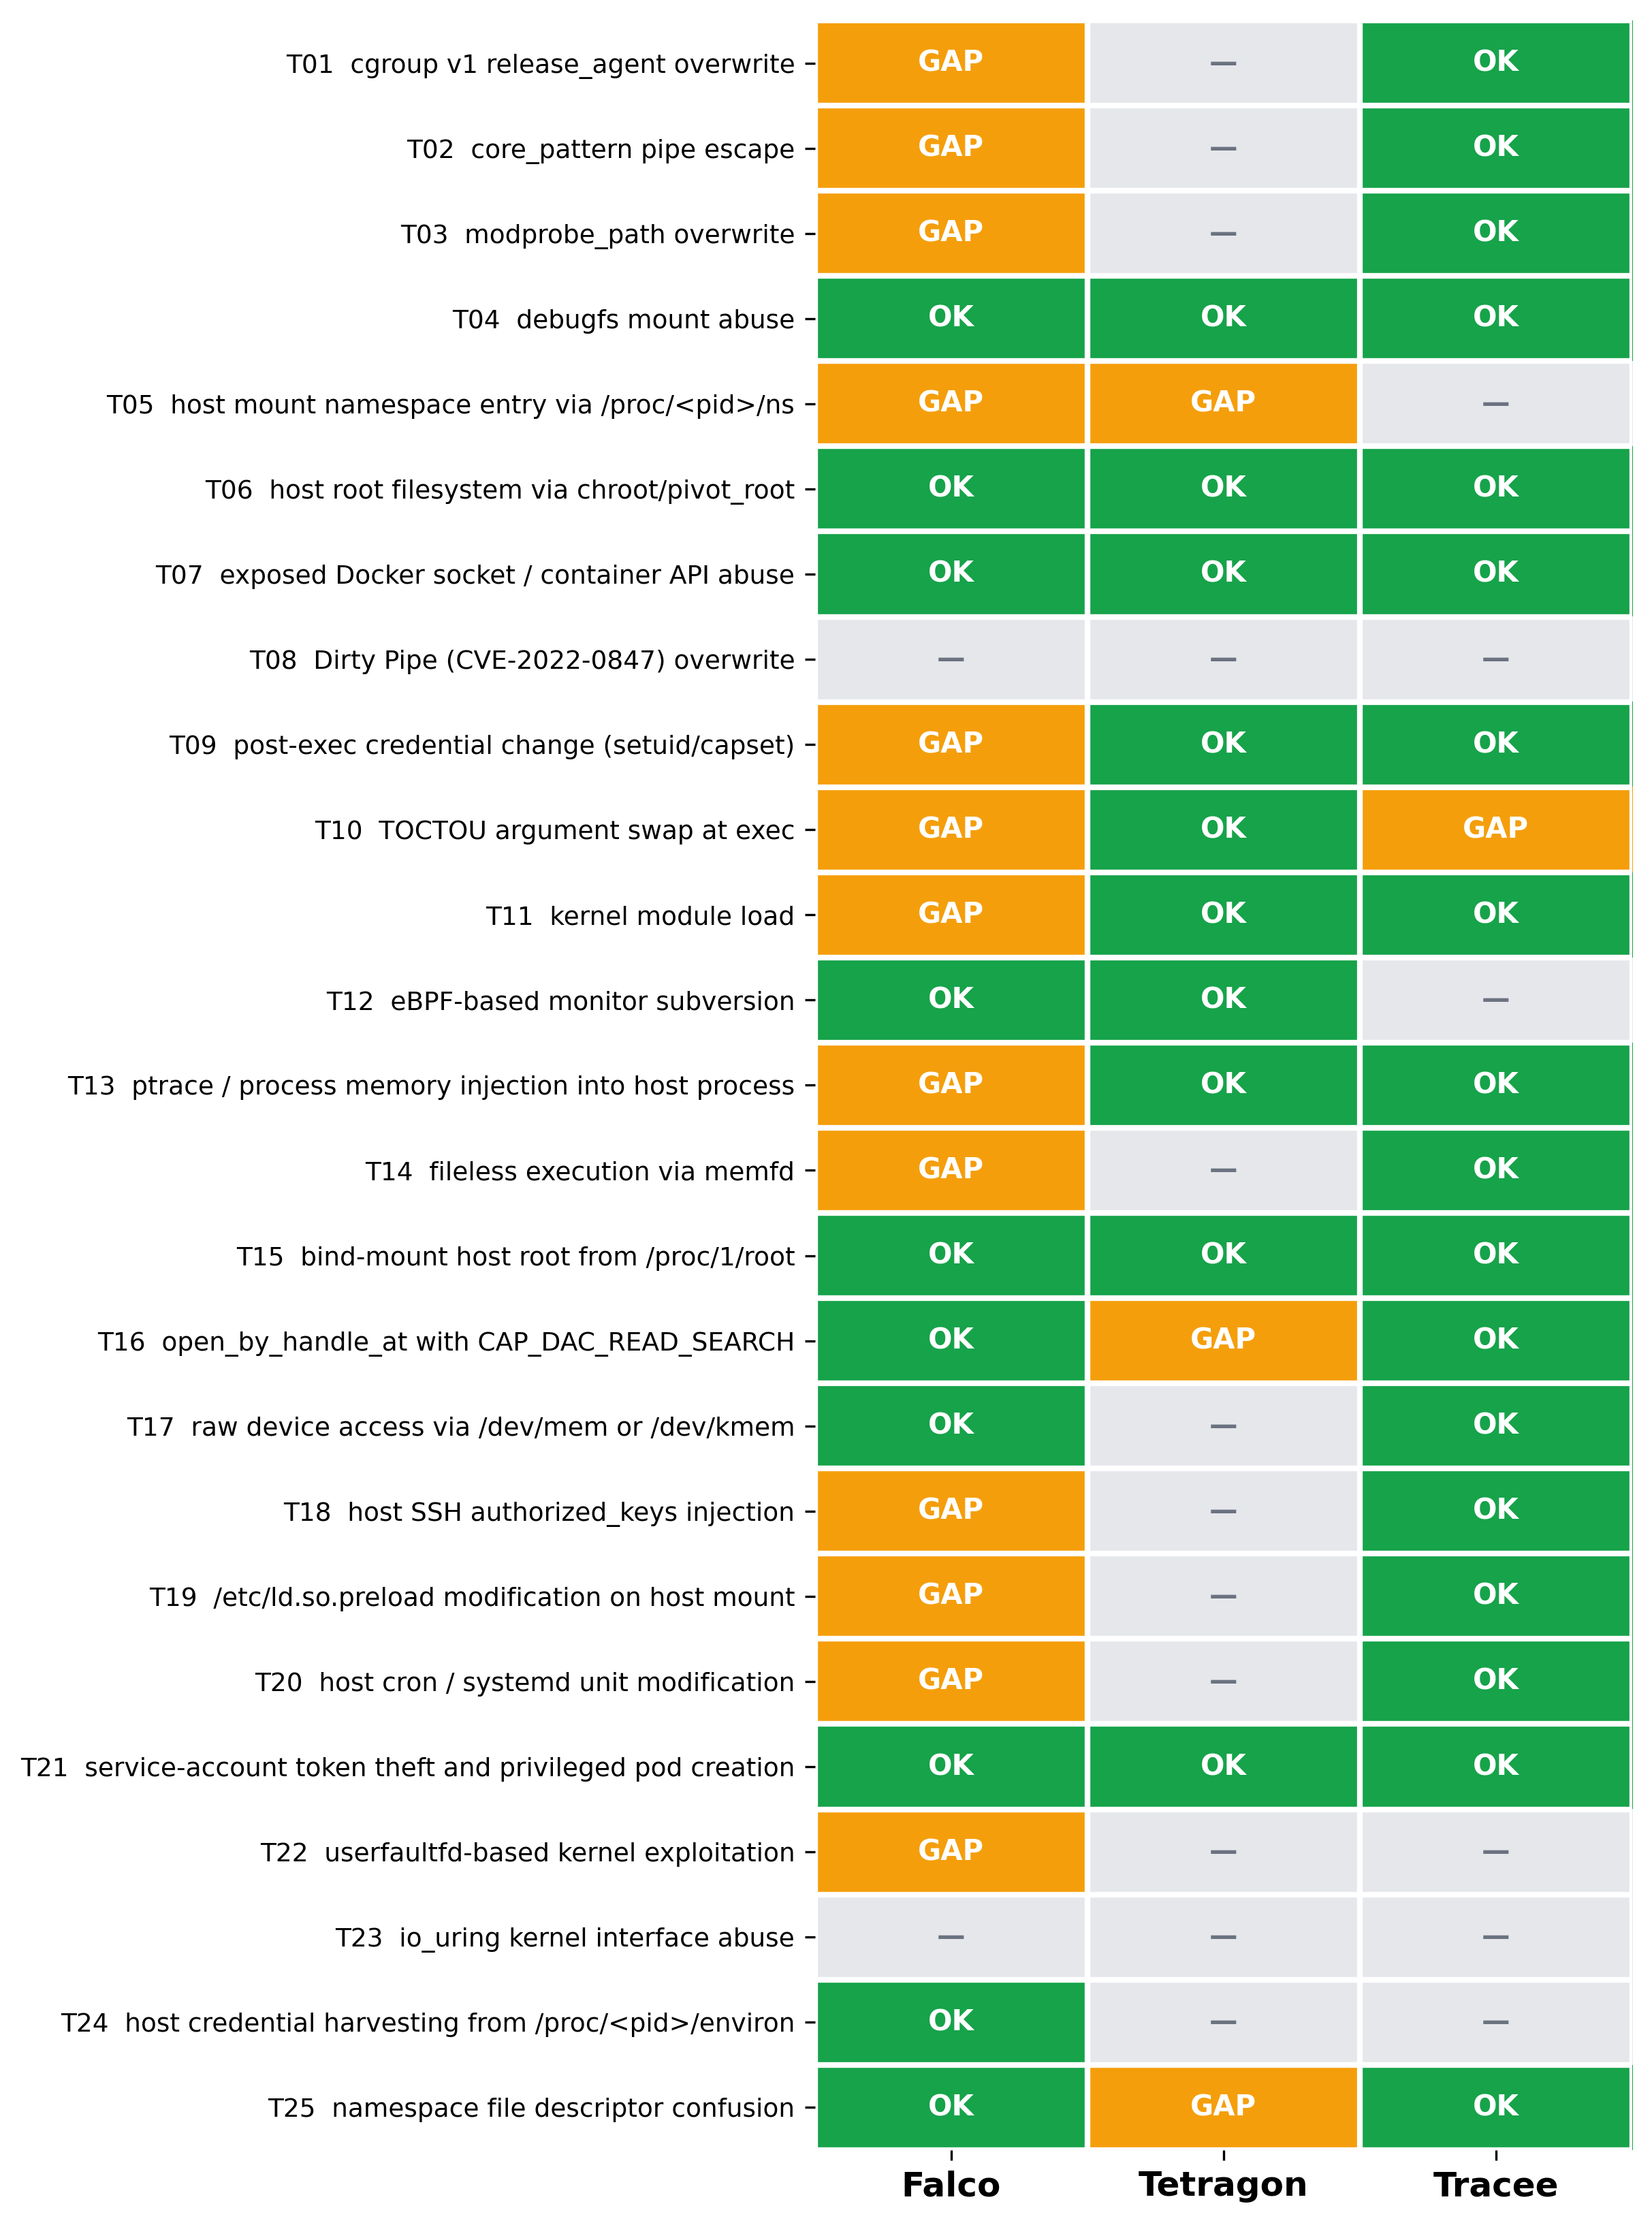 T01 cgroup v1 release_agent overwrite GAP — OK
T02 core_pattern pipe escape GAP — OK
T03 modprobe_path overwrite GAP — OK
T04 debugfs mount abuse OK OK OK
T05 host mount namespace entry via /proc/<pid>/ns GAP GAP —
T06 host root filesystem via chroot/pivot_root OK OK OK
T07 exposed Docker socket / container API abuse OK OK OK
T08 Dirty Pipe (CVE-2022-0847) overwrite — — —
T09 post-exec credential change (setuid/capset) GAP OK OK
T10 TOCTOU argument swap at exec GAP OK GAP
T11 kernel module load GAP OK OK
T12 eBPF-based monitor subversion OK OK —
T13 ptrace / process memory injection into host process GAP OK OK
T14 fileless execution via memfd GAP — OK
T15 bind-mount host root from /proc/1/root OK OK OK
T16 open_by_handle_at with CAP_DAC_READ_SEARCH OK GAP OK
T17 raw device access via /dev/mem or /dev/kmem OK — OK
T18 host SSH authorized_keys injection GAP — OK
T19 /etc/ld.so.preload modification on host mount GAP — OK
T20 host cron / systemd unit modification GAP — OK
T21 service-account token theft and privileged pod creation OK OK OK
T22 userfaultfd-based kernel exploitation GAP — —
T23 io_uring kernel interface abuse — — —
T24 host credential harvesting from /proc/<pid>/environ OK — —
T25 namespace file descriptor confusion OK GAP OK
Falco Tetragon Tracee